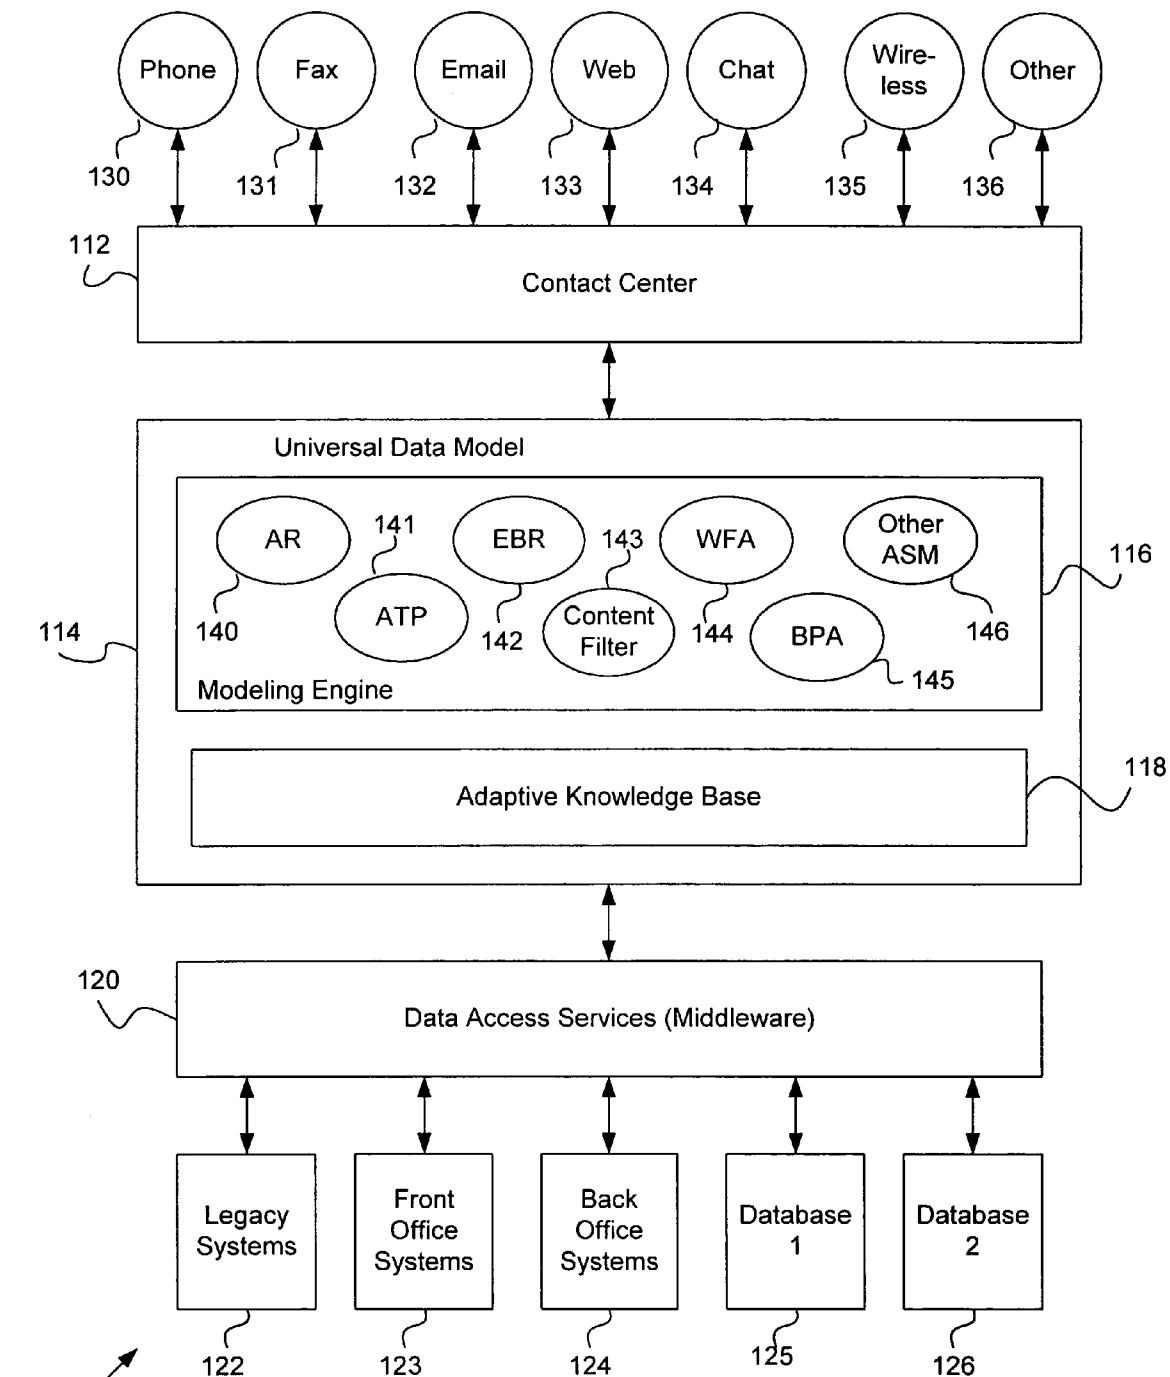 Phone
Fax
Email
Web
Chat
Wire-
less
Other
130
131
132
133
134
135
136
112
Contact Center
Universal Data Model
AR
141
EBR
143
WFA
Other
ASM
116
140
ATP
142
Content
Filter
144
BPA
146
114
145
Modeling Engine
118
Adaptive Knowledge Base
120
Data Access Services (Middleware)
Legacy
Systems
Front
Office
Systems
Back
Office
Systems
Database
1
Database
2
122
123
124
125
126